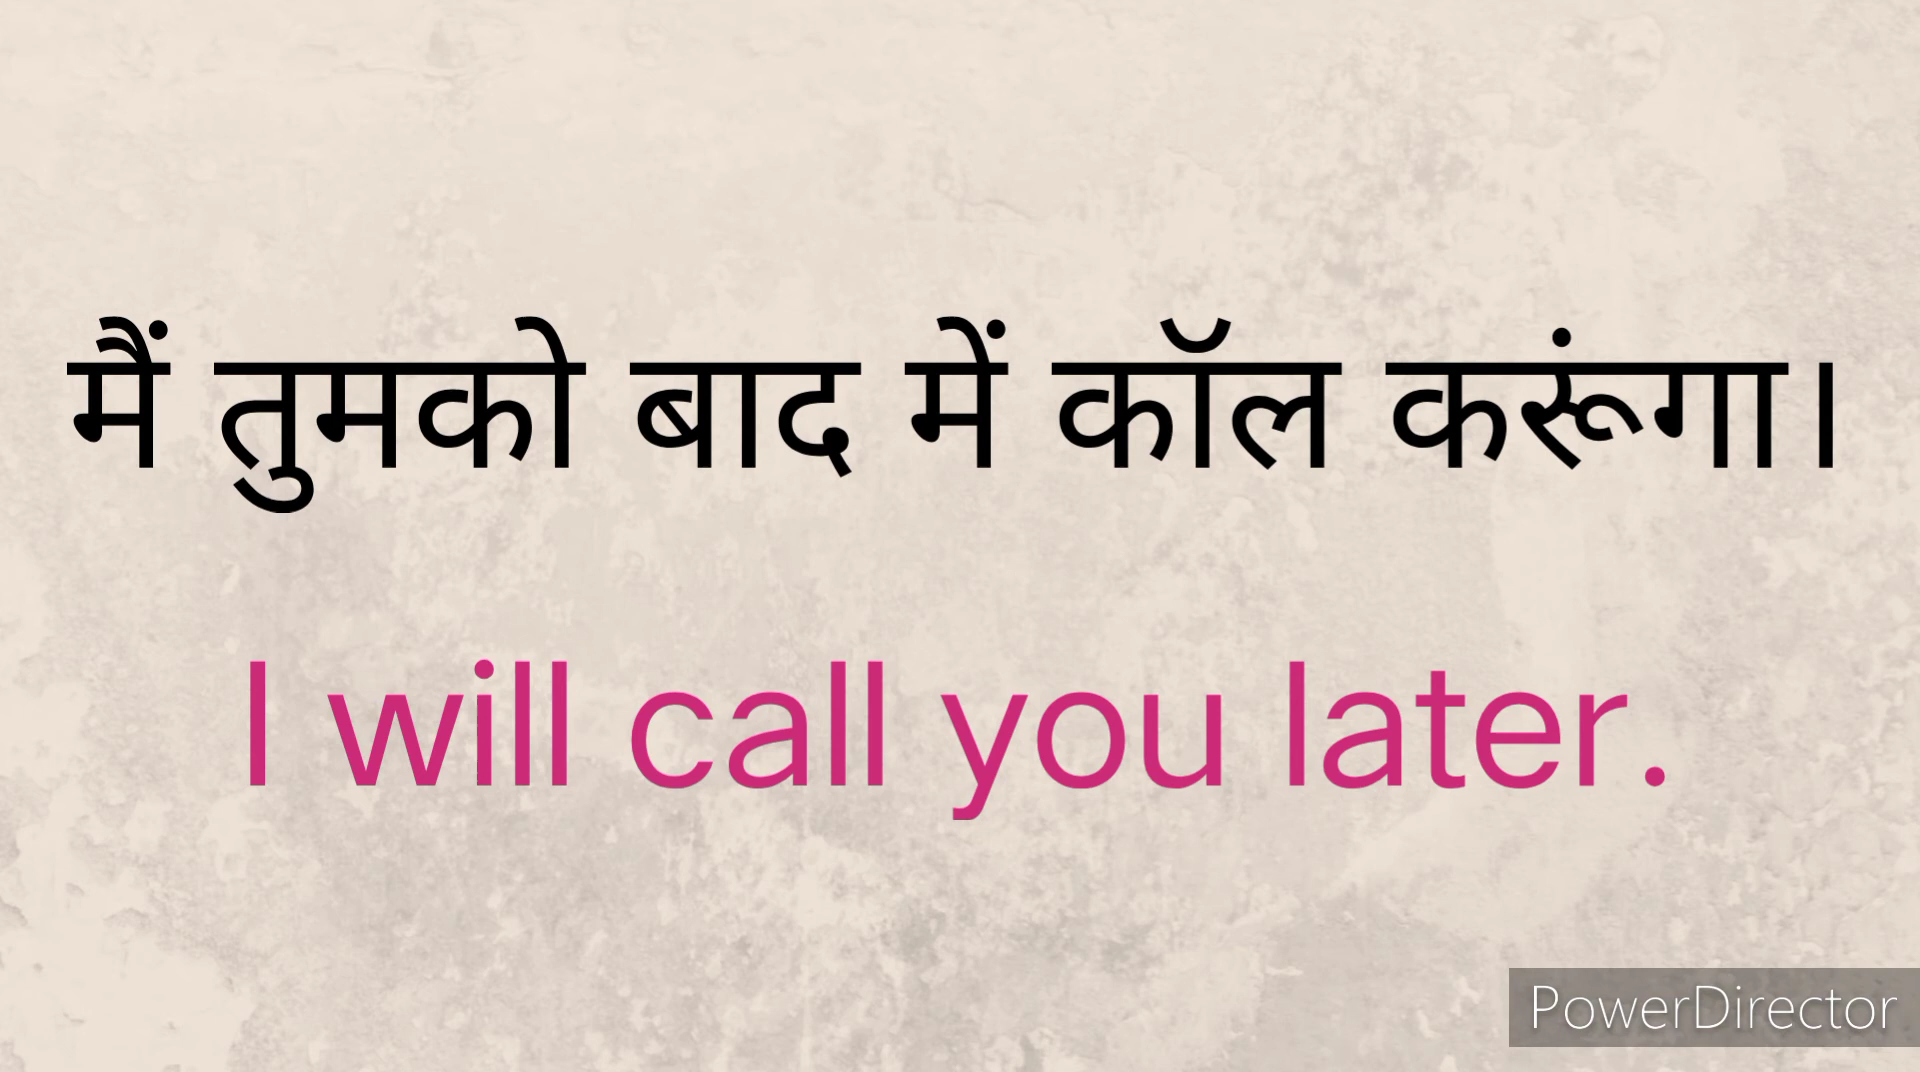 मैं तुमको बाद में कॉल करूंगा।
I will call you later.
PowerDirector